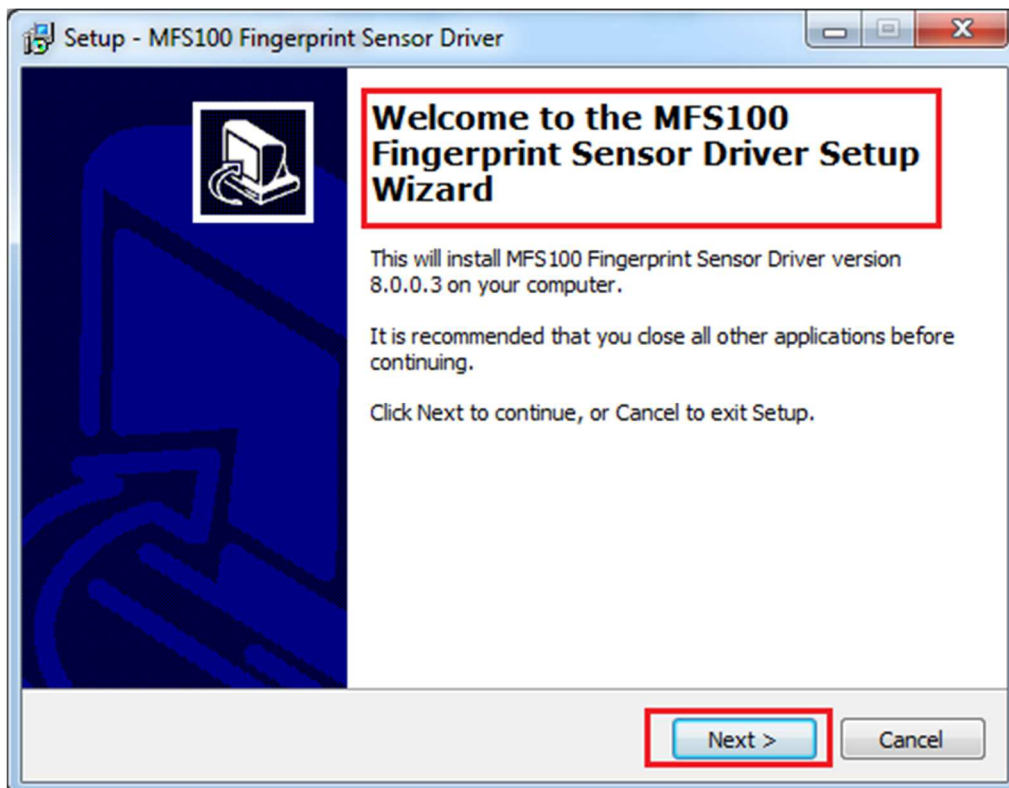 Setup - MFS100 Fingerprint Sensor Driver
Welcome to the MFS100
Fingerprint Sensor Driver Setup
Wizard
This will install MFS100 Fingerprint Sensor Driver version
8.0.0.3 on your computer.
It is recommended that you close all other applications before
continuing.
Click Next to continue, or Cancel to exit Setup.
Next >
Cancel